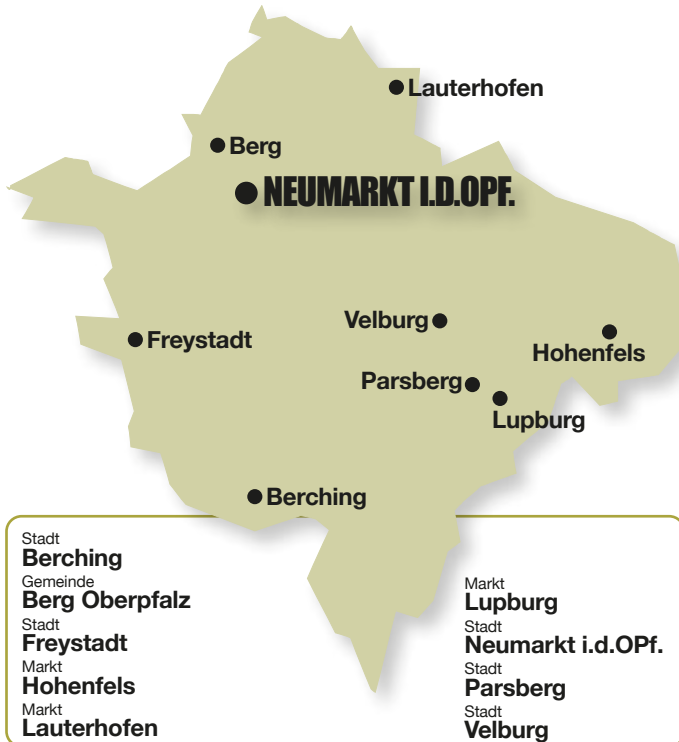 Lauterhofen
Berg
NEUMARKT I.D.OPF.
Velburg
Freystadt
Hohenfels
Parsberg
Lupburg
Berching
Stadt
Berching
Gemeinde
Berg Oberpfalz
Stadt
Freystadt
Markt
Hohenfels
Markt
Lauterhofen
Markt
Lupburg
Stadt
Neumarkt i.d.OPf.
Stadt
Parsberg
Stadt
Velburg